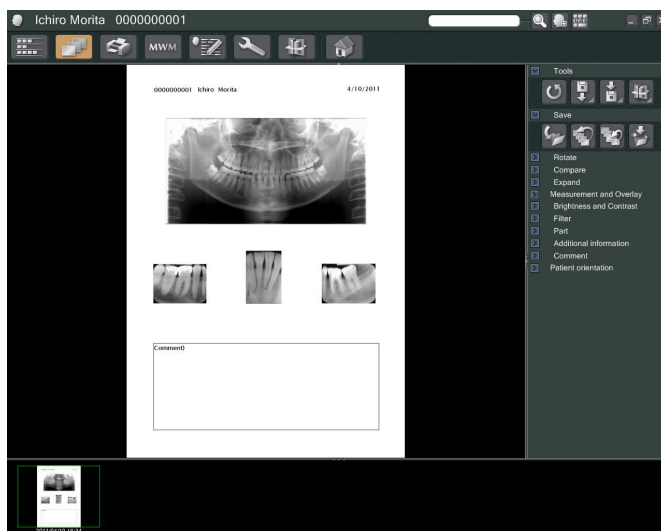 Ichiro Morita 0000000001
MWM
0000000001 Ichiro Morita
4/10/2011
Comment)
Tools
Save
Rotate
Compare
Expand
Measurement and Overlay
Brightness and Contrast
Filter
Part
Additional information
Comment
Patient orientation